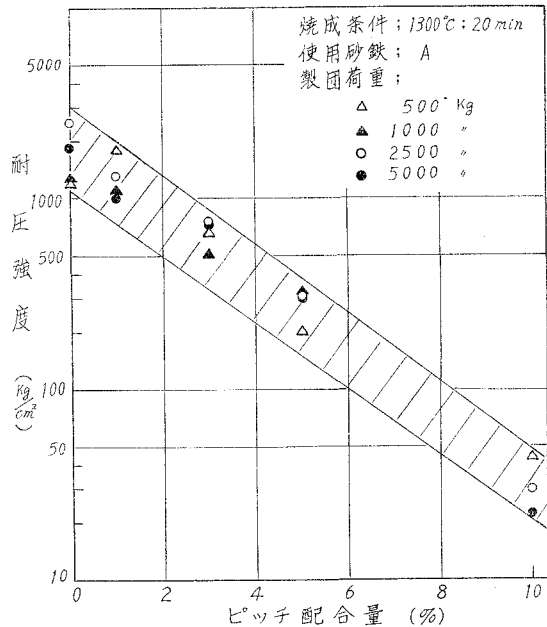 焼成条件；1300℃：20min
使用砂鉄； A
製団荷重；
△ 500 Kg
▲ 1000 〃
○ 2500 〃
● 5000 〃
5000
1000
500
100
50
10
耐圧強度 (Kg/cm²)
0 2 4 6 8 10
ピッチ配合量 (%)